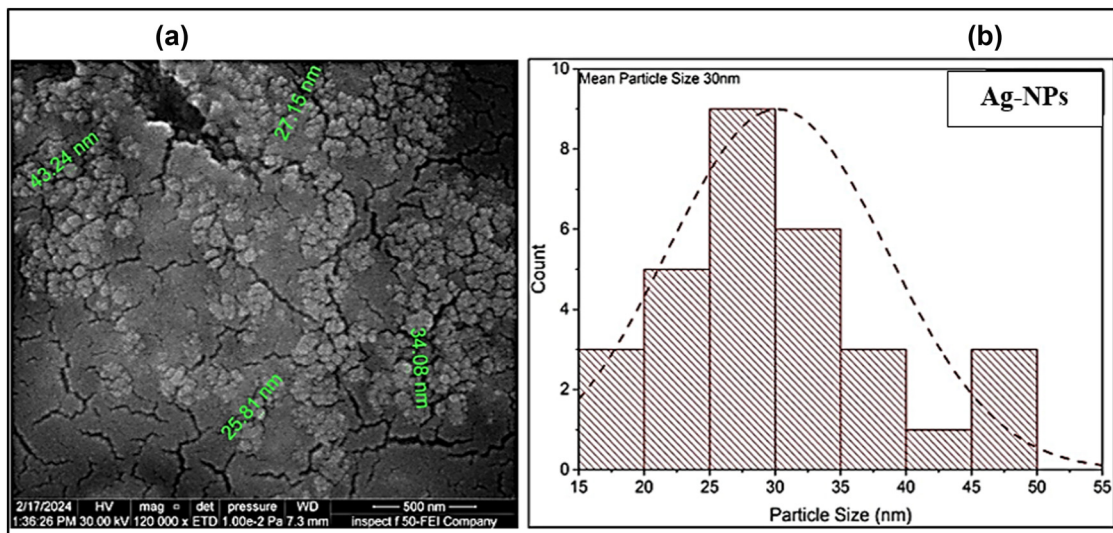 (a)
(b)
43.24 nm
27.15 nm
34.08 nm
25.81 nm
2/17/2024 HV mag □ det pressure WD
1:36:26 PM 30.00 kV 120 000 x ETD 1.00e-2 Pa 7.3 mm
500 nm
inspect f 50-FEI Company
Mean Particle Size 30nm
Ag-NPs
Count
10
8
6
4
2
0
15 20 25 30 35 40 45 50 55
Particle Size (nm)